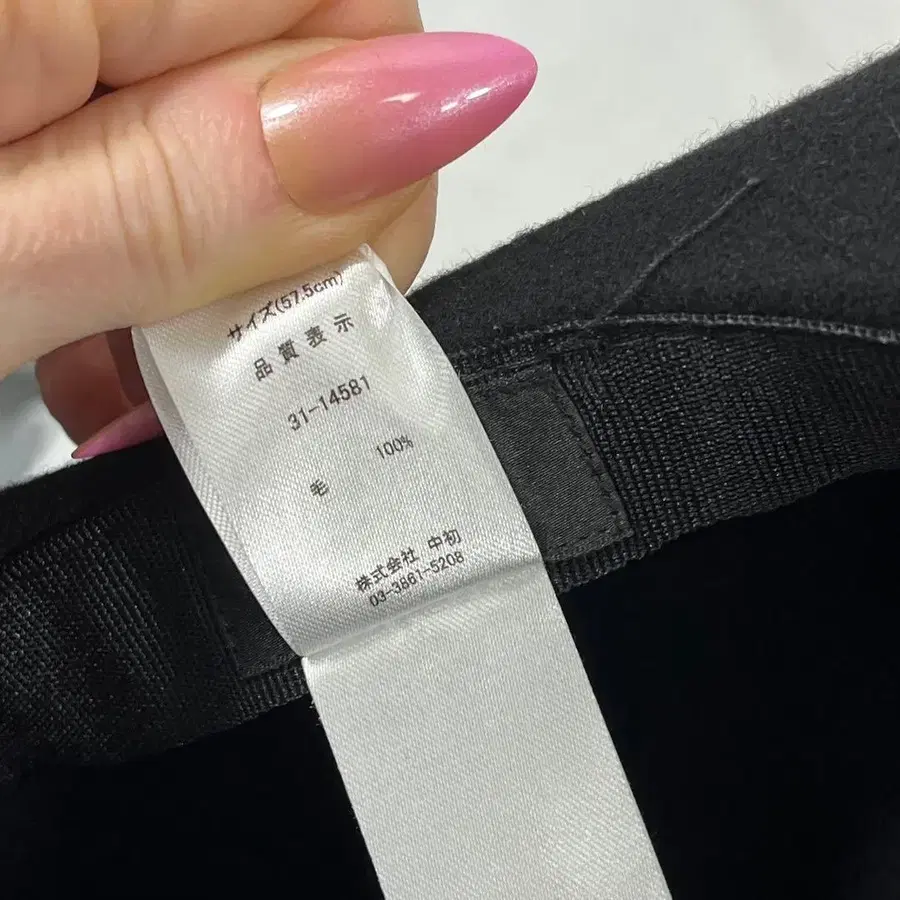 サイズ(57.5cm)
品質表示
31-14581
毛 100%
株式会社 中初
03-3861-5208